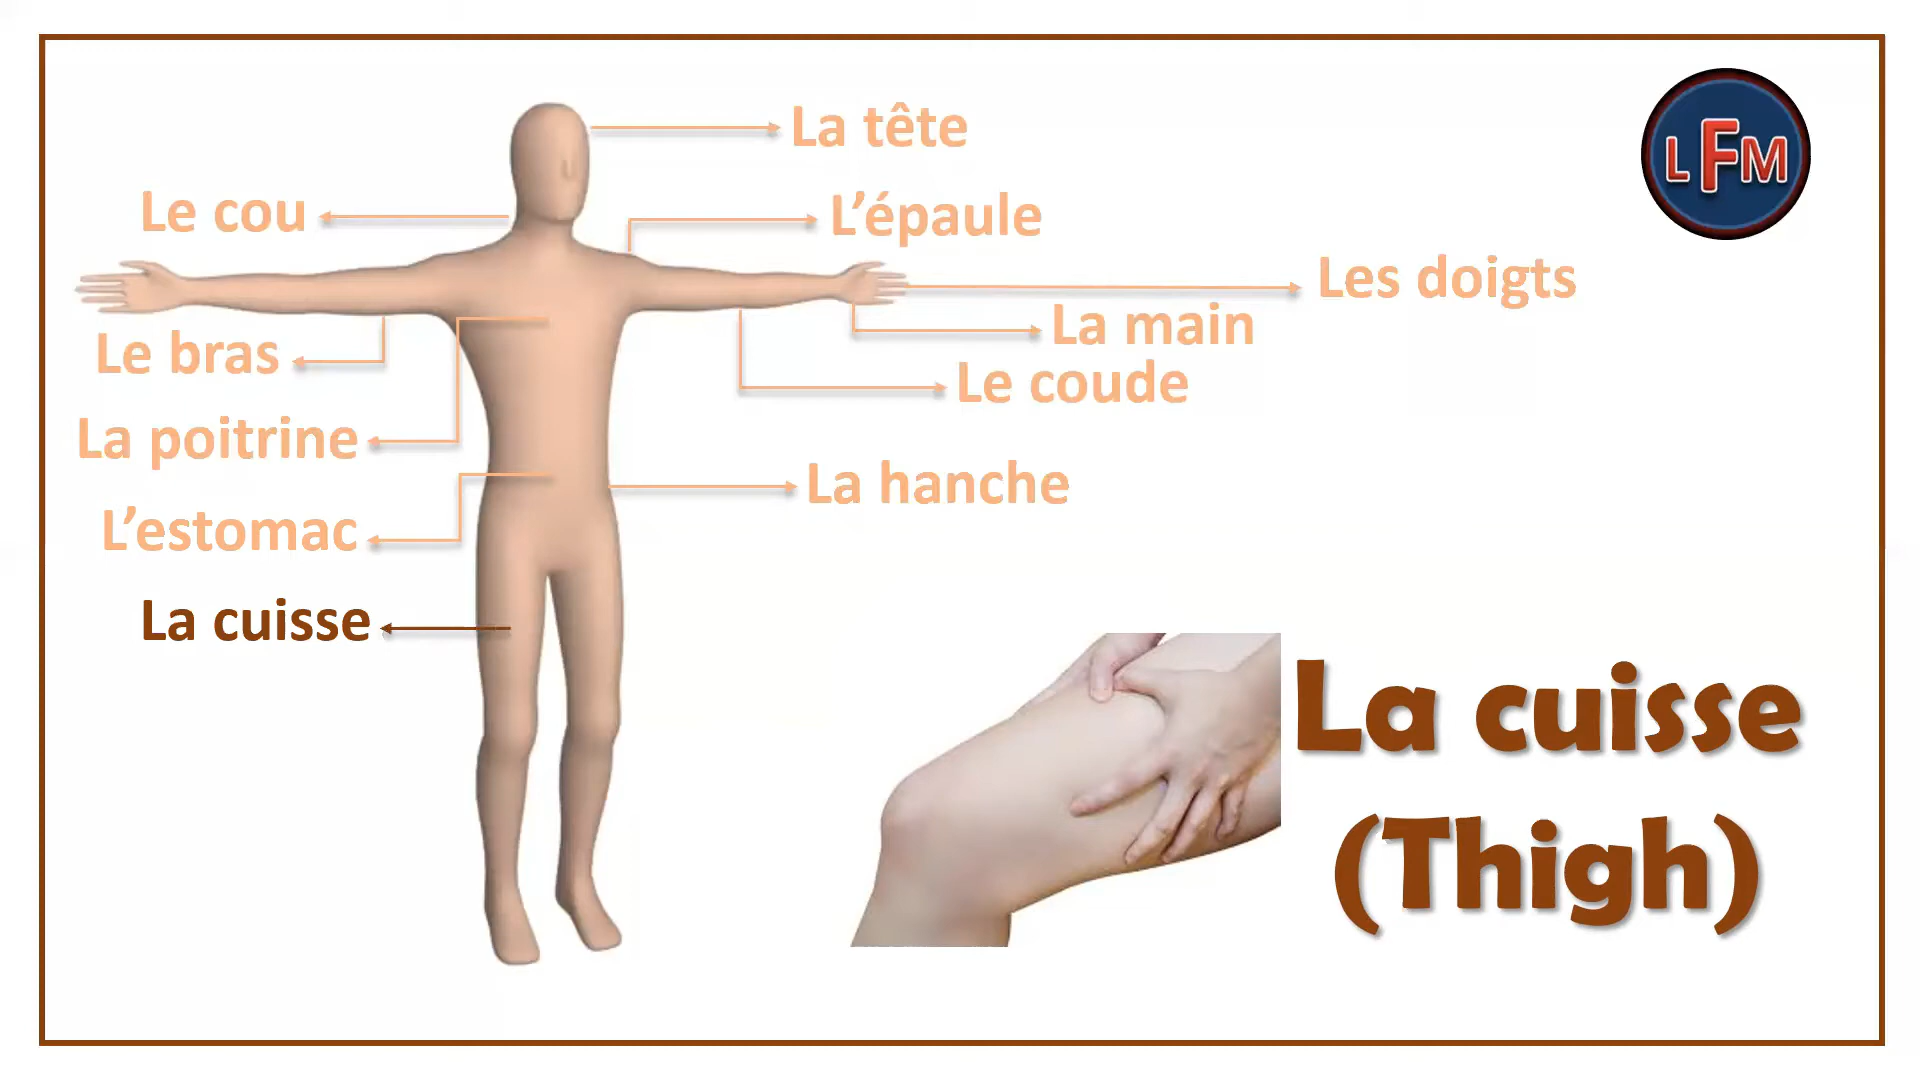 La tête
LFM
Le cou
L’épaule
Les doigts
La main
Le bras
Le coude
La poitrine
La hanche
L’estomac
La cuisse
La cuisse
(Thigh)